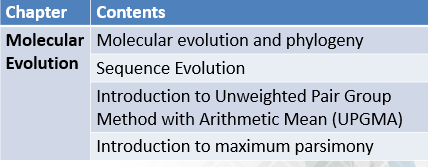 Chapter Contents
Molecular Evolution Molecular evolution and phylogeny
Sequence Evolution
Introduction to Unweighted Pair Group
Method with Arithmetic Mean (UPGMA)
Introduction to maximum parsimony